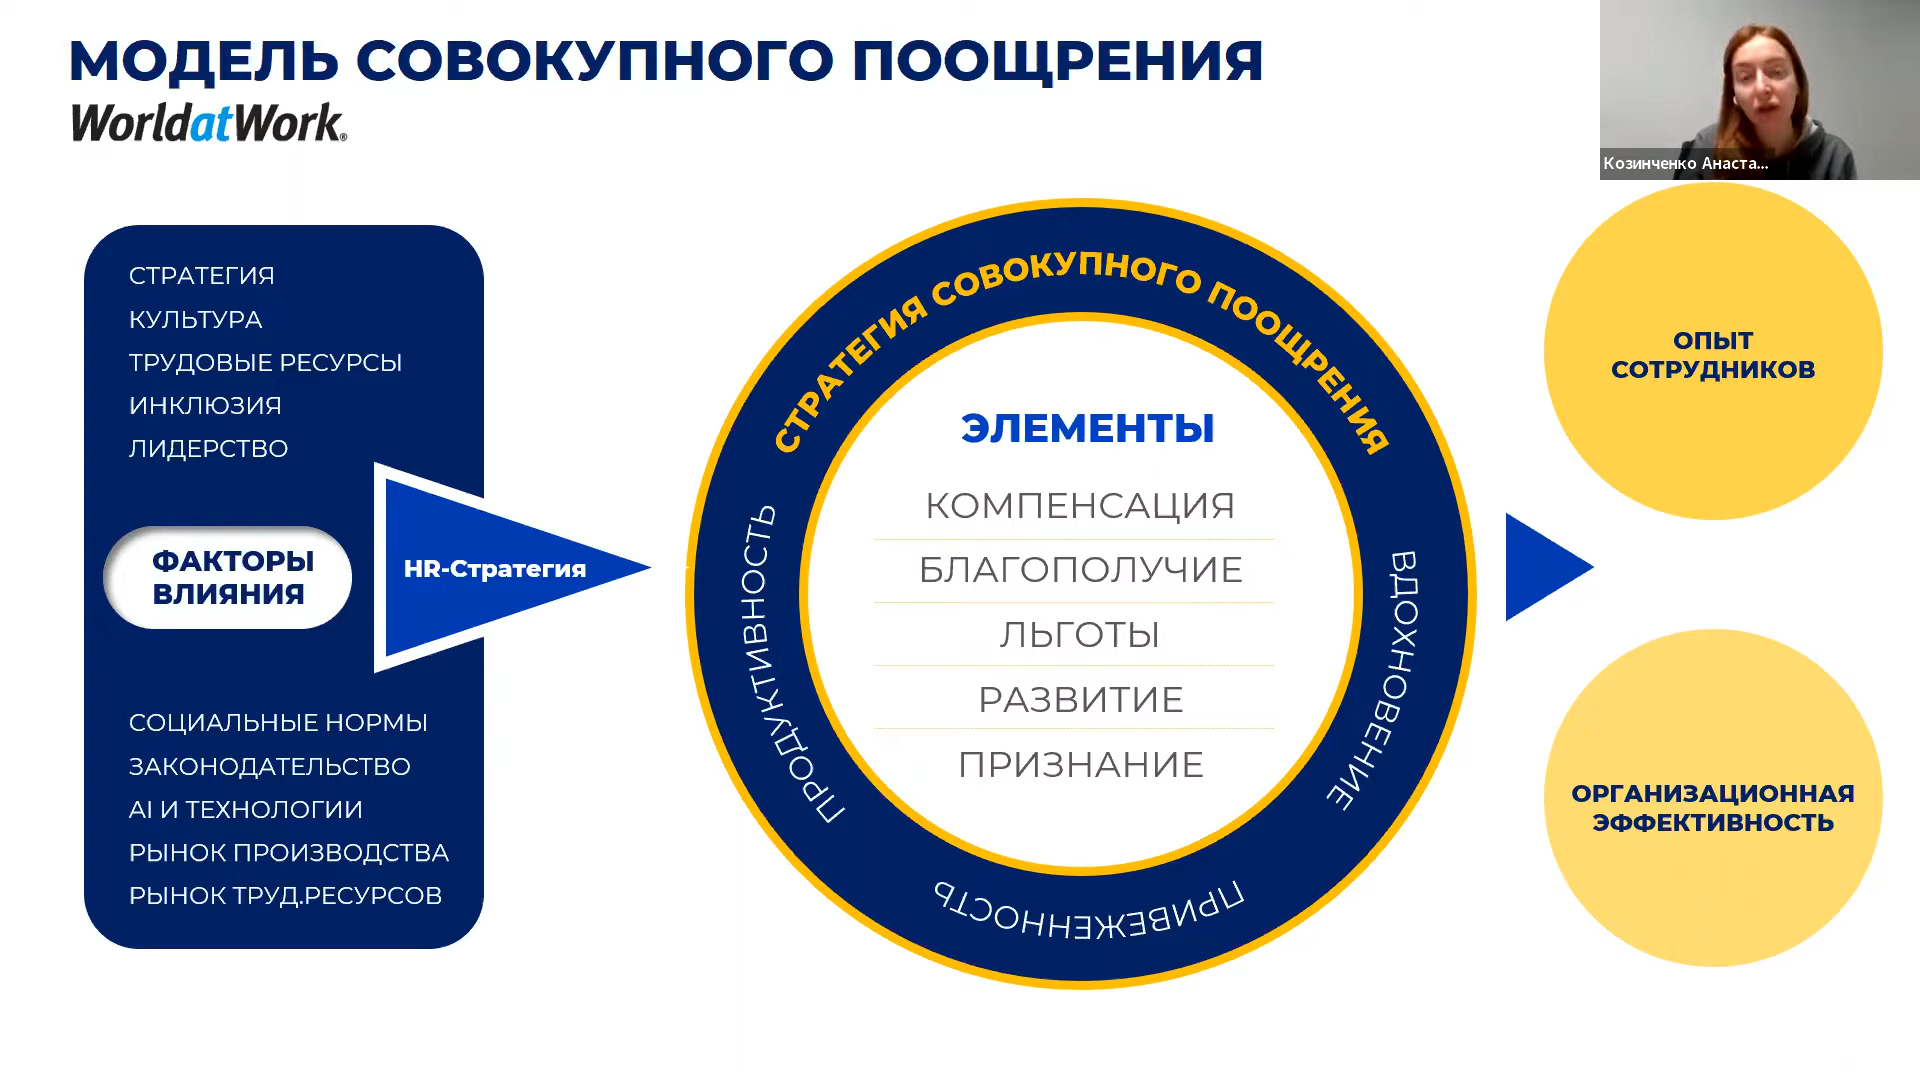 МОДЕЛЬ СОВОКУПНОГО ПООЩРЕНИЯ
WorldatWork®
Козинченко Анаста...
СТРАТЕГИЯ
КУЛЬТУРА
ТРУДОВЫЕ РЕСУРСЫ
ИНКЛЮЗИЯ
ЛИДЕРСТВО
ФАКТОРЫ
ВЛИЯНИЯ
HR-Стратегия
СОЦИАЛЬНЫЕ НОРМЫ
ЗАКОНОДАТЕЛЬСТВО
AI И ТЕХНОЛОГИИ
РЫНОК ПРОИЗВОДСТВА
РЫНОК ТРУД.РЕСУРСОВ
СТРАТЕГИЯ СОВОКУПНОГО ПООЩРЕНИЯ
ЭЛЕМЕНТЫ
КОМПЕНСАЦИЯ
БЛАГОПОЛУЧИЕ
ЛЬГОТЫ
РАЗВИТИЕ
ПРИЗНАНИЕ
ПРОДУКТИВНОСТЬ
ВДОХНОВЕНИЕ
ПРИВЕЖЕННОСТЬ
ОПЫТ
СОТРУДНИКОВ
ОРГАНИЗАЦИОННАЯ
ЭФФЕКТИВНОСТЬ